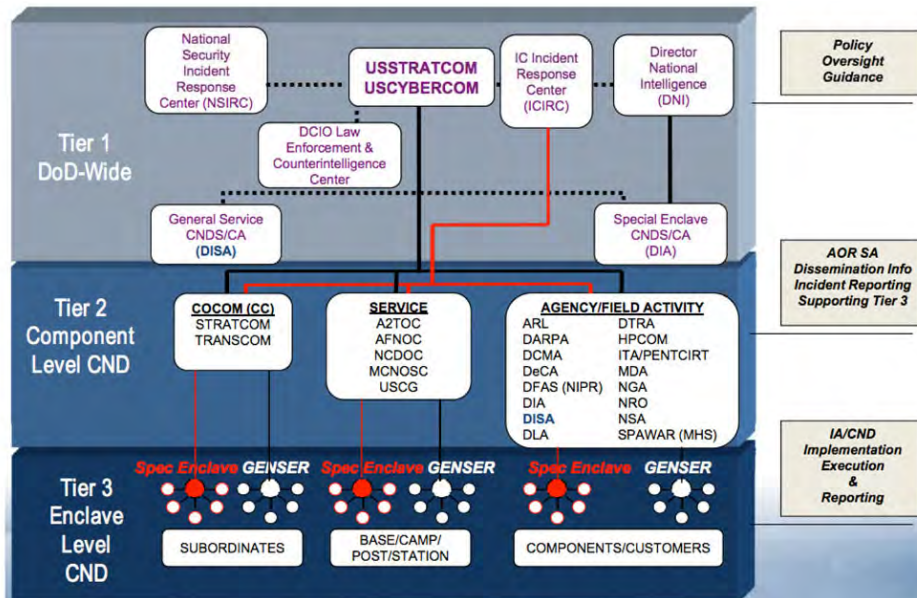 National
Security
Incident
Response
Center (NSIRC)
USSTRATCOM
USCYBERCOM
IC Incident
Response
Center
(ICIRC)
Director
National
Intelligence
(DNI)
Policy
Oversight
Guidance
Tier 1
DoD-Wide
DCIO Law
Enforcement &
Counterintelligence
Center
General Service
CNDS/CA
(DISA)
Special Enclave
CNDS/CA
(DIA)
AOR SA
Dissemination Info
Incident Reporting
Supporting Tier 3
Tier 2
Component
Level CND
COCOM (CC)
STRATCOM
TRANSCOM
SERVICE
A2TOC
AFNOC
NCDOC
MCNOSC
USCG
AGENCY/FIELD ACTIVITY
ARL DTRA
DARPA HPCOM
DCMA ITA/PENTCIRT
DeCA MDA
DFAS (NIPR) NGA
DIA NRO
DISA NSA
DLA SPAWAR (MHS)
IA/CND
Implementation
Execution
&
Reporting
Tier 3
Enclave
Level
CND
Spec Enclave GENSER
Spec Enclave GENSER
Spec Enclave GENSER
SUBORDINATES
BASE/CAMP/
POST/STATION
COMPONENTS/CUSTOMERS